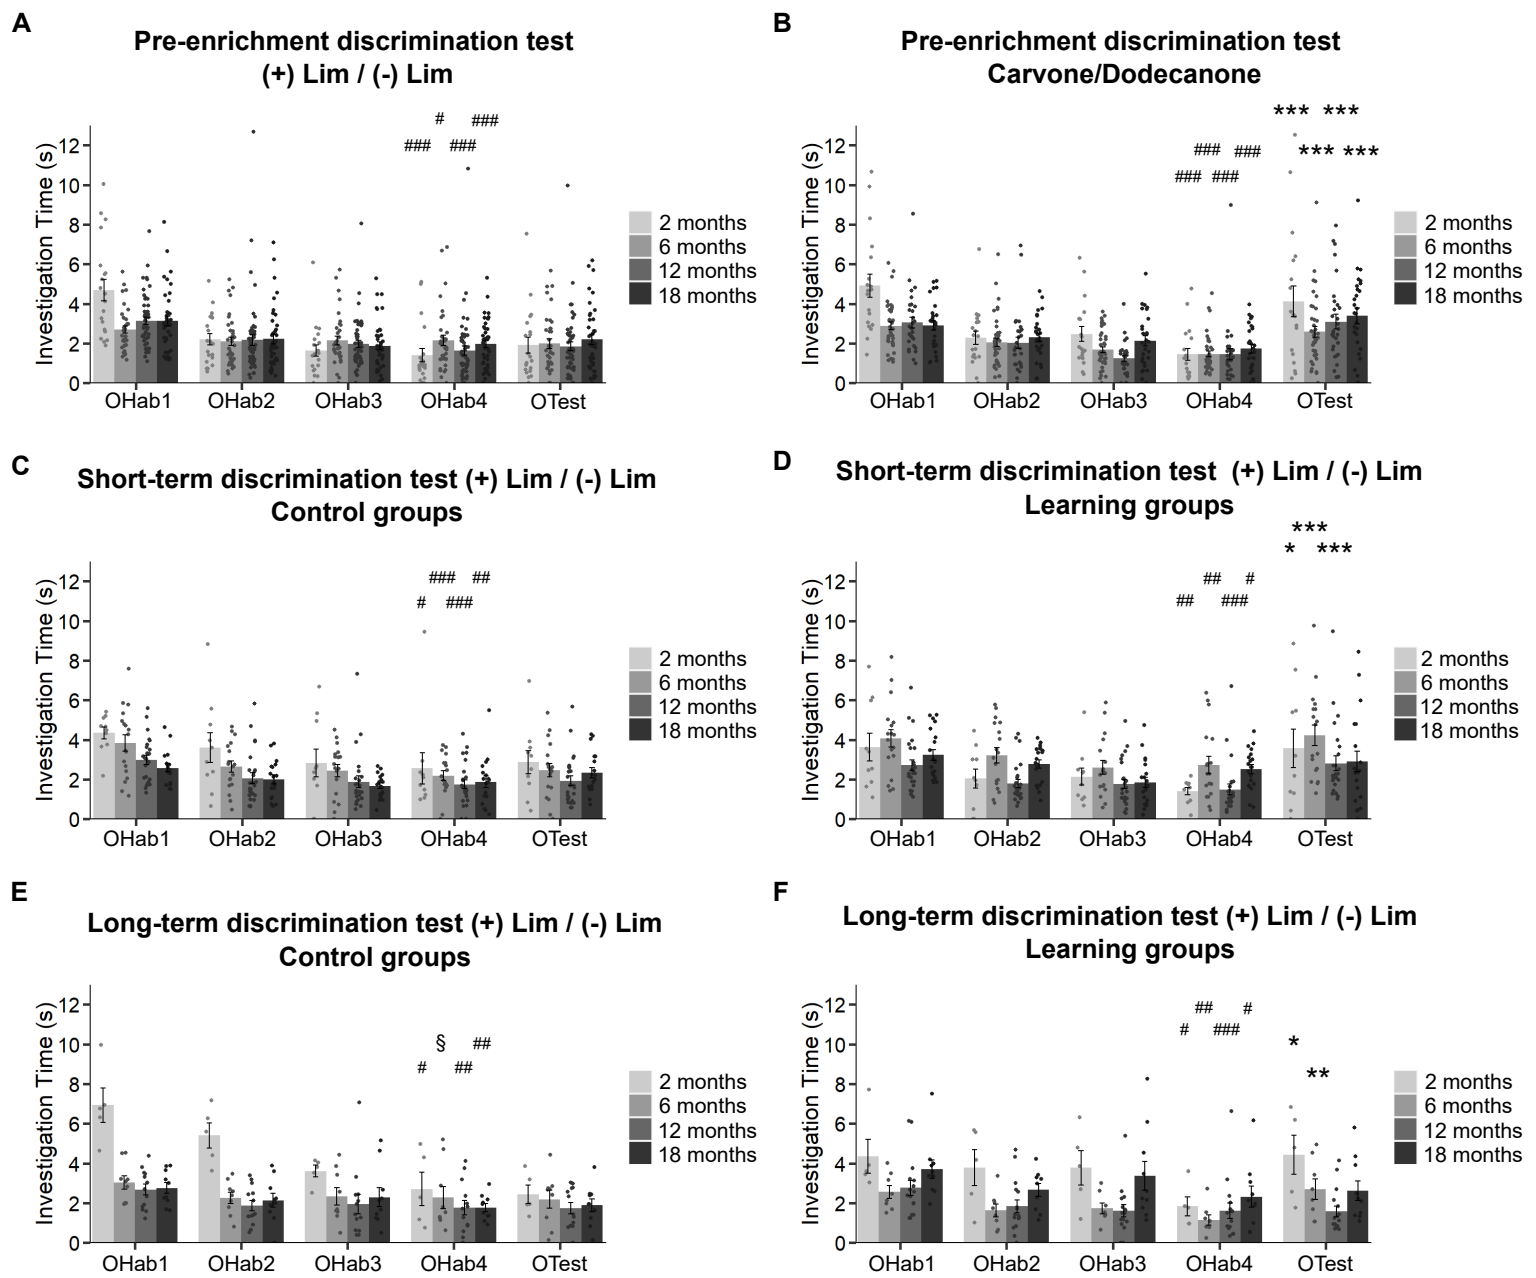 A
Pre-enrichment discrimination test
(+) Lim / (-) Lim
# ###
### ###
Investigation Time (s)
12
10
8
6
4
2
0
OHab1 OHab2 OHab3 OHab4 OTest
2 months
6 months
12 months
18 months
B
Pre-enrichment discrimination test
Carvone/Dodecanone
*** ***
### ### *** ***
### ###
Investigation Time (s)
12
10
8
6
4
2
0
OHab1 OHab2 OHab3 OHab4 OTest
2 months
6 months
12 months
18 months
C
Short-term discrimination test (+) Lim / (-) Lim
Control groups
### ##
# ###
Investigation Time (s)
12
10
8
6
4
2
0
OHab1 OHab2 OHab3 OHab4 OTest
2 months
6 months
12 months
18 months
D
Short-term discrimination test (+) Lim / (-) Lim
Learning groups
***
* ***
## #
## ###
Investigation Time (s)
12
10
8
6
4
2
0
OHab1 OHab2 OHab3 OHab4 OTest
2 months
6 months
12 months
18 months
E
Long-term discrimination test (+) Lim / (-) Lim
Control groups
§ ##
# ##
Investigation Time (s)
12
10
8
6
4
2
0
OHab1 OHab2 OHab3 OHab4 OTest
2 months
6 months
12 months
18 months
F
Long-term discrimination test (+) Lim / (-) Lim
Learning groups
## #
# ###
*
**
Investigation Time (s)
12
10
8
6
4
2
0
OHab1 OHab2 OHab3 OHab4 OTest
2 months
6 months
12 months
18 months